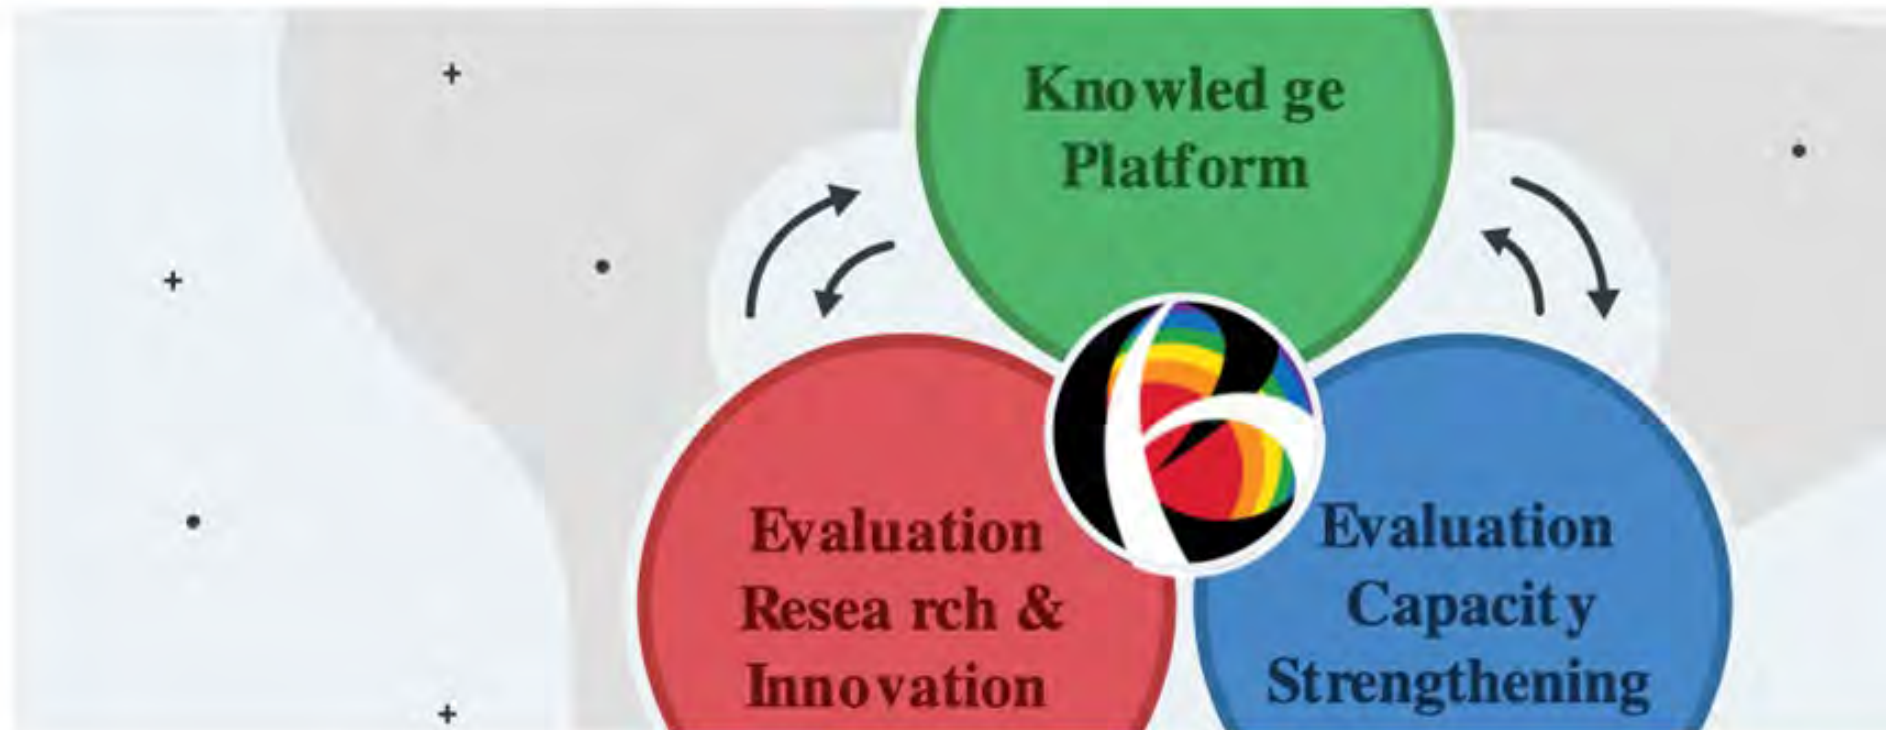 Knowledge
Platform
Evaluation
Research &
Innovation
Evaluation
Capacity
Strengthening